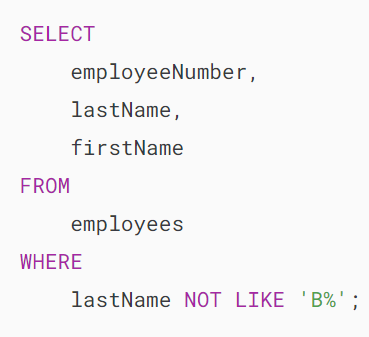 SELECT
    employeeNumber,
    lastName,
    firstName
FROM
    employees
WHERE
    lastName NOT LIKE 'B%';